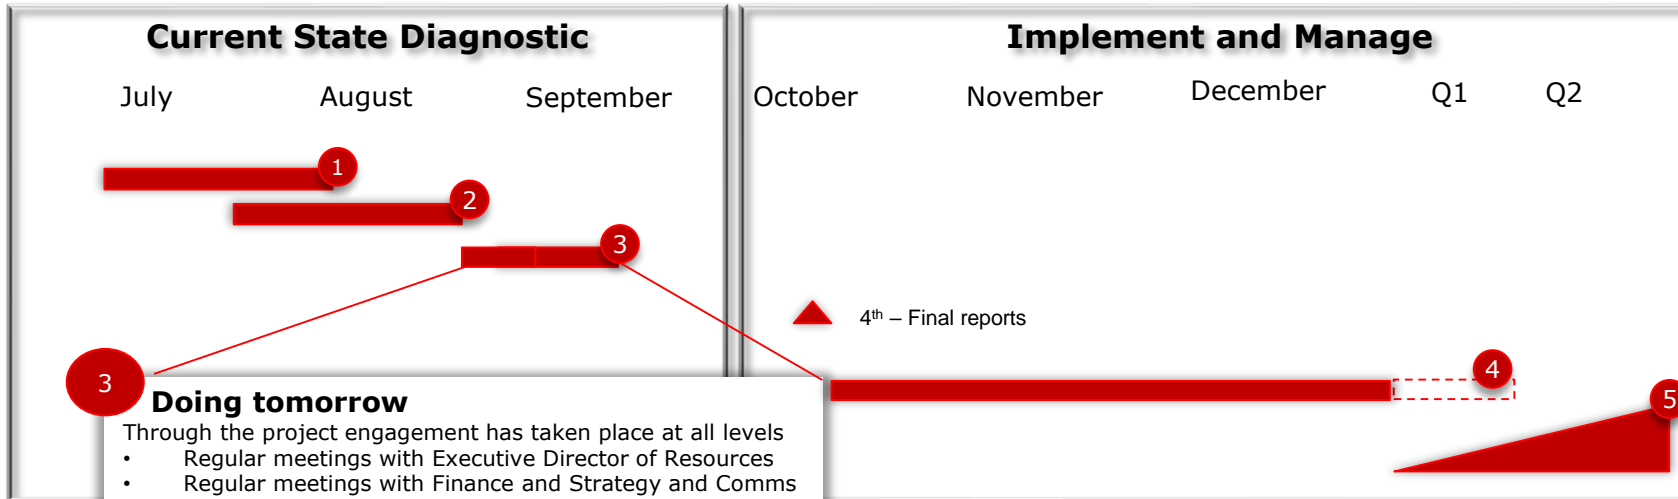 Current State Diagnostic
Implement and Manage
July August September October November December Q1 Q2
1
2
3
4th – Final reports
4
5
3
Doing tomorrow
Through the project engagement has taken place at all levels
• Regular meetings with Executive Director of Resources
• Regular meetings with Finance and Strategy and Comms